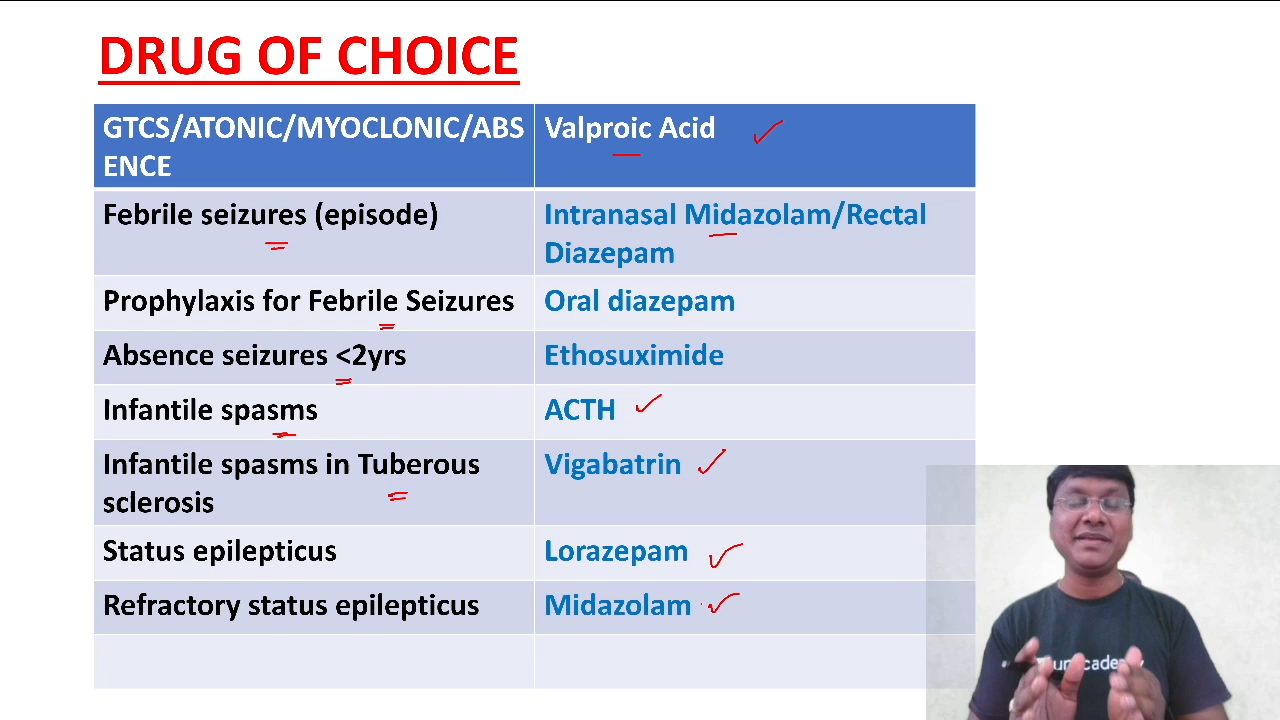 DRUG OF CHOICE
GTCS/ATONIC/MYOCLONIC/ABS
ENCE
Valproic Acid
Febrile seizures (episode)
Intranasal Midazolam/Rectal
Diazepam
Prophylaxis for Febrile Seizures
Oral diazepam
Absence seizures <2yrs
Ethosuximide
Infantile spasms
ACTH
Infantile spasms in Tuberous
sclerosis
Vigabatrin
Status epilepticus
Lorazepam
Refractory status epilepticus
Midazolam